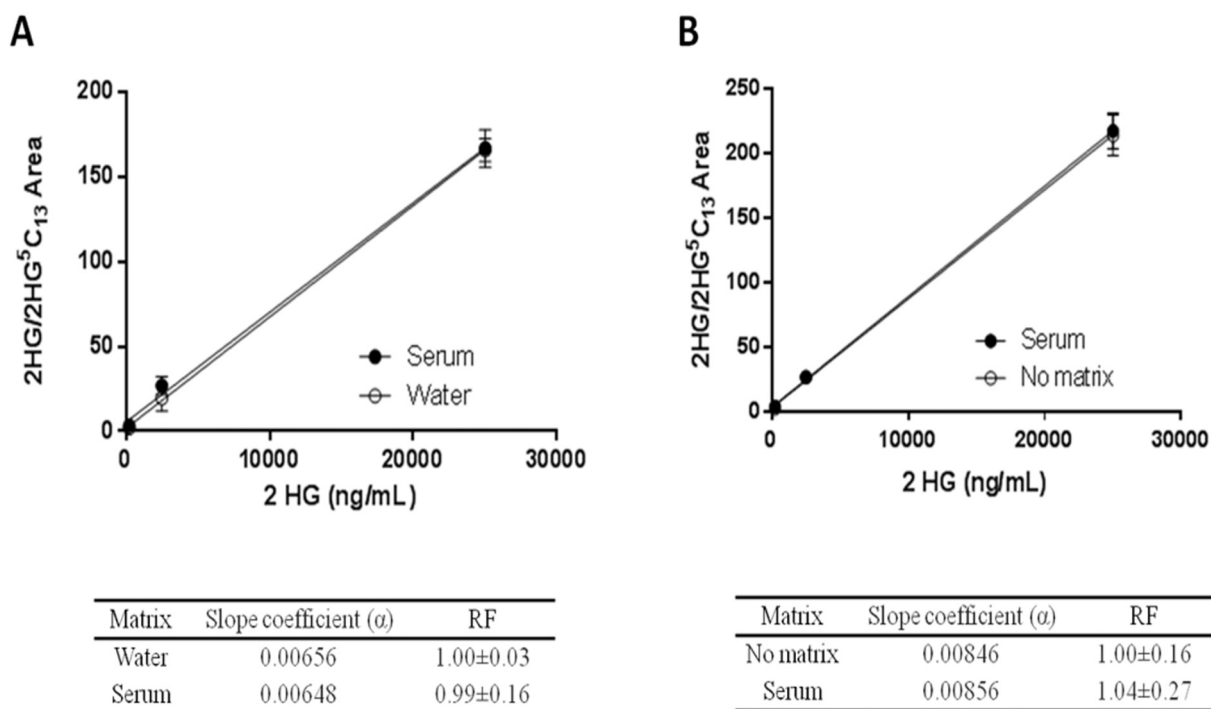 A
2HG/2HG⁵C₁₃ Area
200
150
100
50
0
0 10000 20000 30000
2 HG (ng/mL)
Serum
Water
Matrix Slope coefficient (α) RF
Water 0.00656 1.00±0.03
Serum 0.00648 0.99±0.16
B
2HG/2HG⁵C₁₃ Area
250
200
150
100
50
0
0 10000 20000 30000
2 HG (ng/mL)
Serum
No matrix
Matrix Slope coefficient (α) RF
No matrix 0.00846 1.00±0.16
Serum 0.00856 1.04±0.27